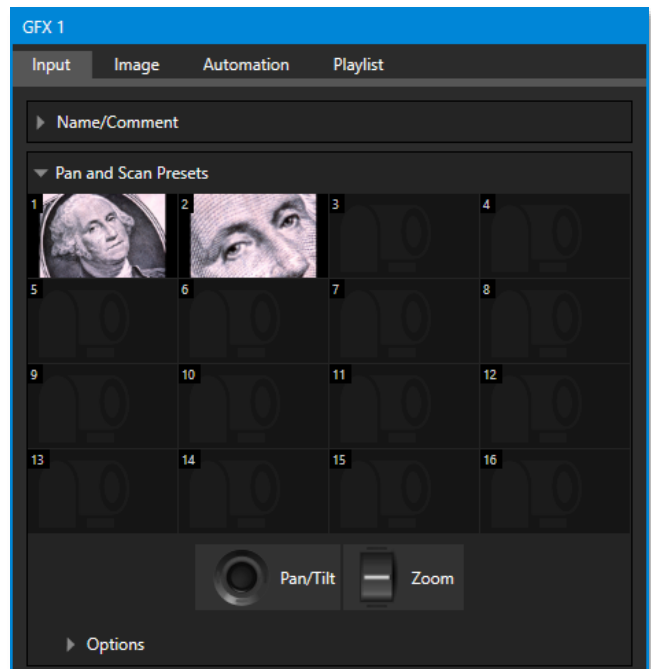 GFX 1
Input Image Automation Playlist
Name/Comment
Pan and Scan Presets
1 2 3 4
5 6 7 8
9 10 11 12
13 14 15 16
Pan/Tilt Zoom
Options